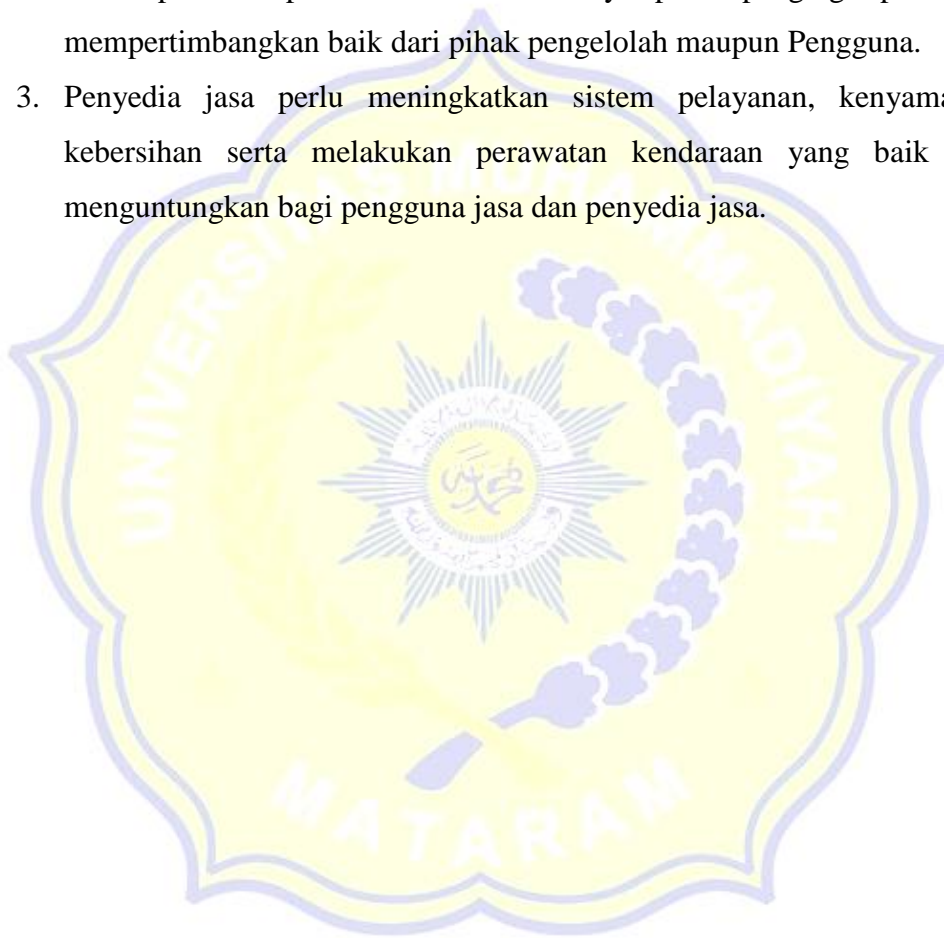 mempertimbangkan baik dari pihak pengelolah maupun Pengguna.
3. Penyedia jasa perlu meningkatkan sistem pelayanan,
kebersihan serta melakukan perawatan kendaraan yang baik
menguntungkan bagi pengguna jasa dan penyedia jasa.
UNIVERSITAS MUHAMMADIYAH
MATARAM